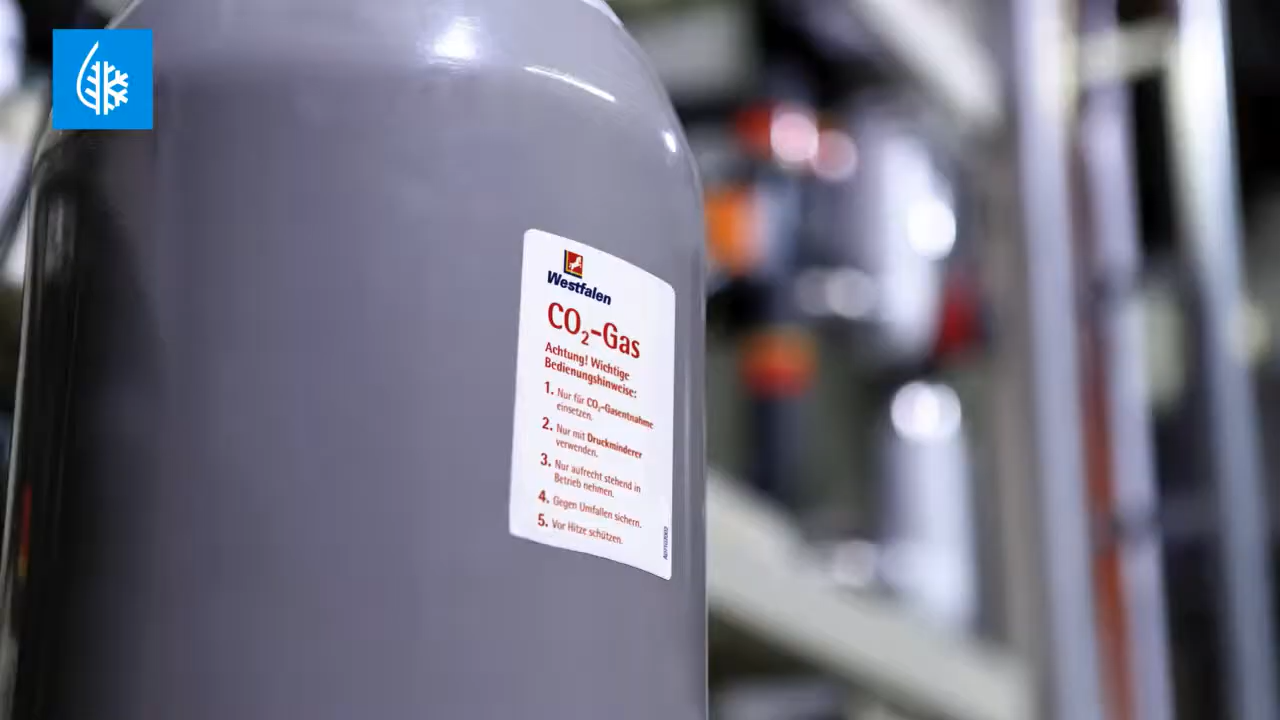 Westfalen
CO₂-Gas
Achtung! Wichtige
Bedienungshinweise:
1. Nur für CO₂-Gasentnahme
einsetzen.
2. Nur mit Druckminderer
verwenden.
3. Nur aufrecht stehend in
Betrieb nehmen.
4. Gegen Umfallen sichern.
5. Vor Hitze schützen.